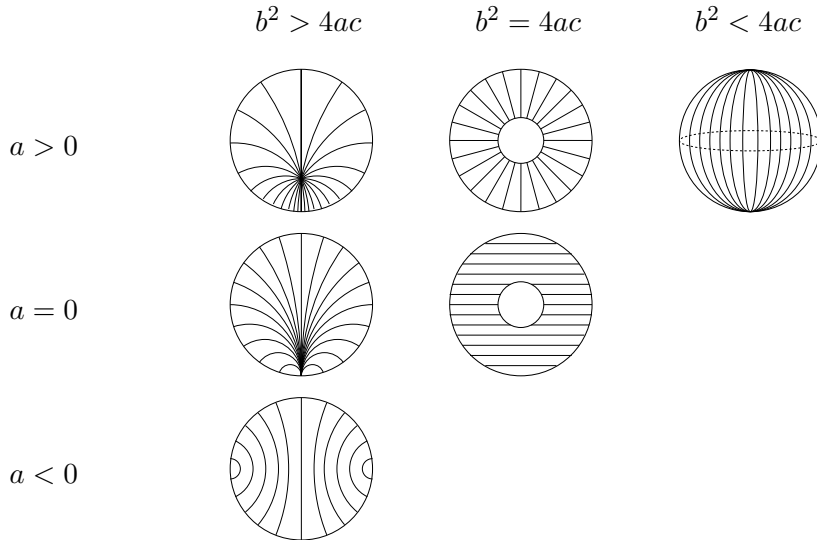 b² > 4ac b² = 4ac b² < 4ac
a > 0
a = 0
a < 0